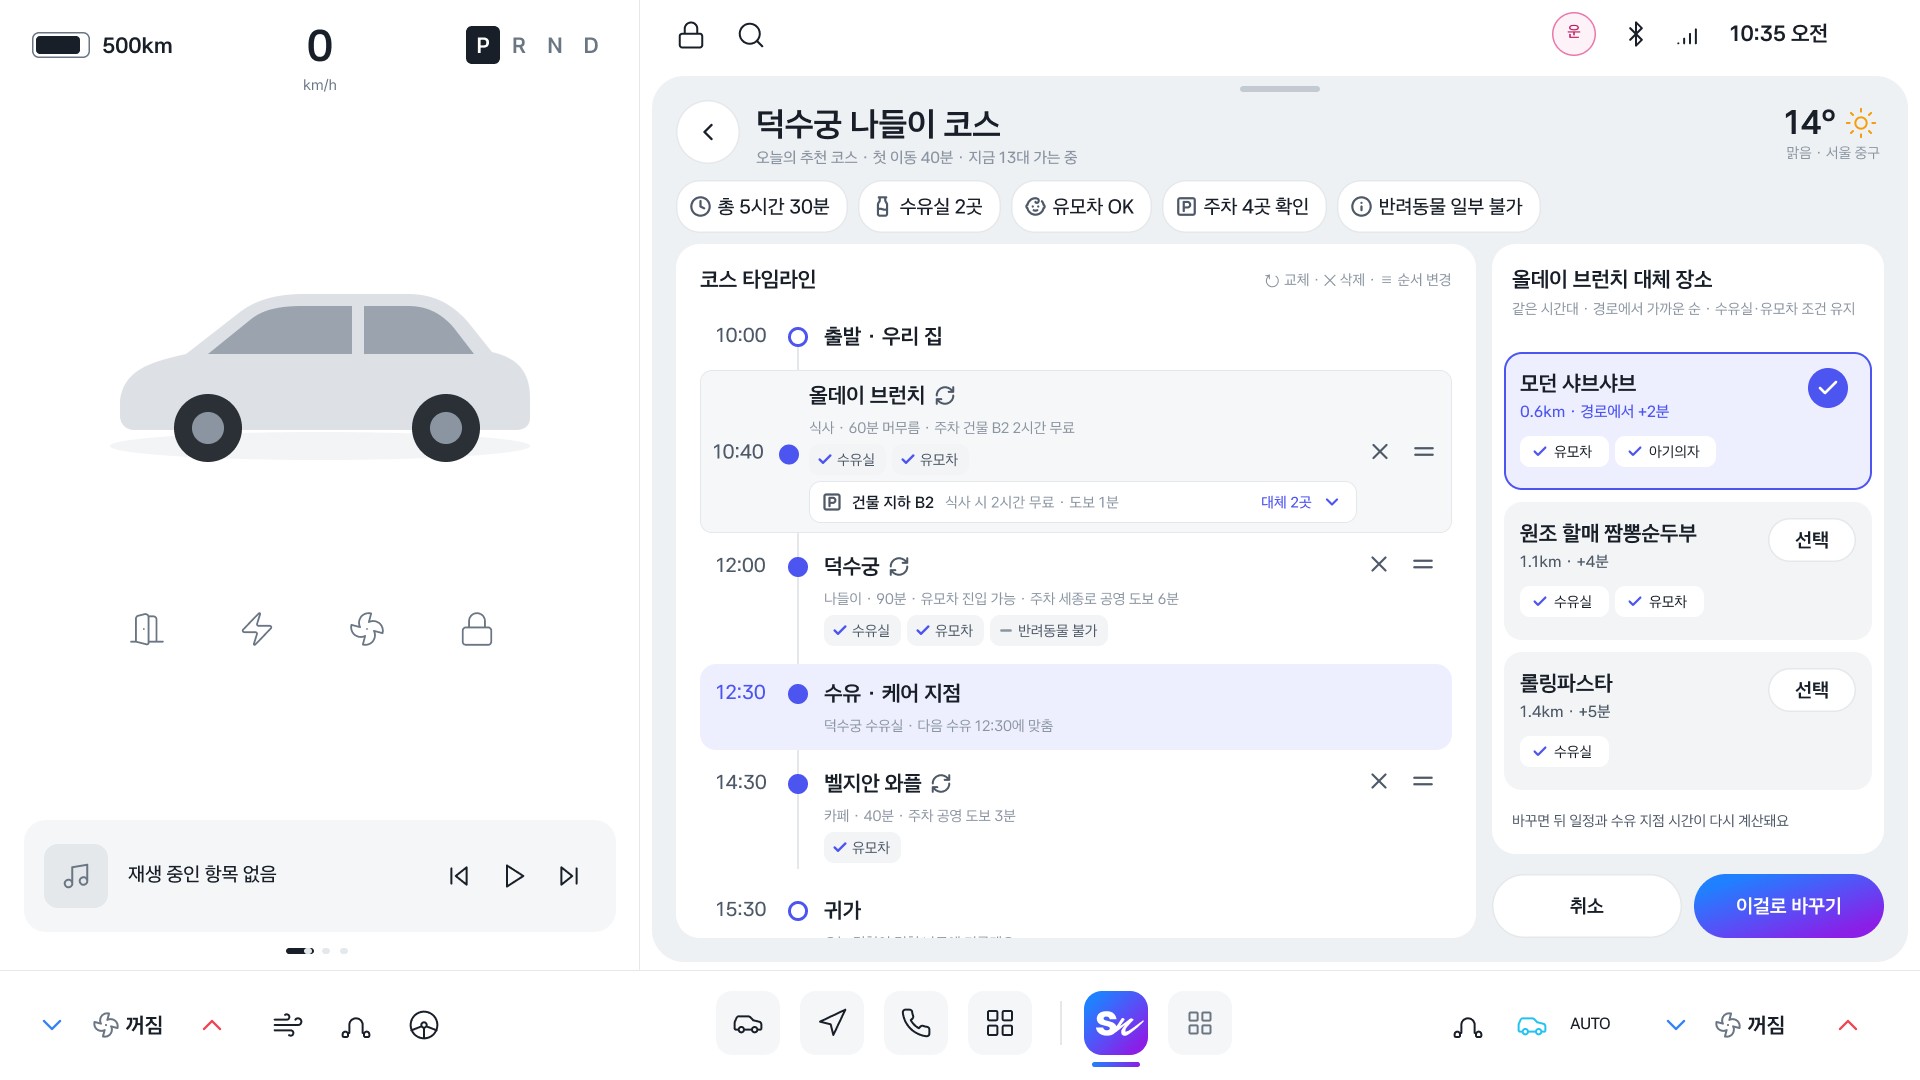 500km
0
km/h
P R N D
운
10:35 오전
덕수궁 나들이 코스
오늘의 추천 코스 · 첫 이동 40분 · 지금 13대 가는 중
14°
맑음 · 서울 중구
총 5시간 30분
수유실 2곳
유모차 OK
P 주차 4곳 확인
반려동물 일부 불가
코스 타임라인
교체 · 삭제 · 순서 변경
10:00 출발 · 우리 집
올데이 브런치
식사 · 60분 머무름 · 주차 건물 B2 2시간 무료
10:40
수유실 유모차
P 건물 지하 B2 식사 시 2시간 무료 · 도보 1분 대체 2곳
12:00 덕수궁
나들이 · 90분 · 유모차 진입 가능 · 주차 세종로 공영 도보 6분
수유실 유모차 반려동물 불가
12:30 수유 · 케어 지점
덕수궁 수유실 · 다음 수유 12:30에 맞춤
14:30 벨지안 와플
카페 · 40분 · 주차 공영 도보 3분
유모차
15:30 귀가
올데이 브런치 대체 장소
같은 시간대 · 경로에서 가까운 순 · 수유실·유모차 조건 유지
모던 샤브샤브
0.6km · 경로에서 +2분
유모차 아기의자
원조 할매 짬뽕순두부
1.1km · +4분
선택
수유실 유모차
롤링파스타
1.4km · +5분
선택
수유실
바꾸면 뒤 일정과 수유 지점 시간이 다시 계산돼요
취소
이걸로 바꾸기
재생 중인 항목 없음
꺼짐
Su
AUTO
꺼짐